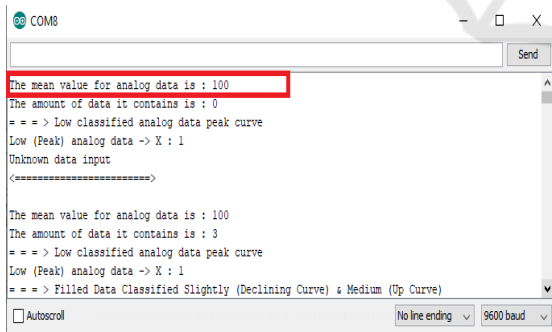 COM8
Send
The mean value for analog data is : 100
The amount of data it contains is : 0
= = = > Low classified analog data peak curve
Low (Peak) analog data -> X : 1
Unknown data input
<=======================>
The mean value for analog data is : 100
The amount of data it contains is : 3
= = = > Low classified analog data peak curve
Low (Peak) analog data -> X : 1
= = = > Filled Data Classified Slightly (Declining Curve) & Medium (Up Curve)
Autoscroll
No line ending
9600 baud